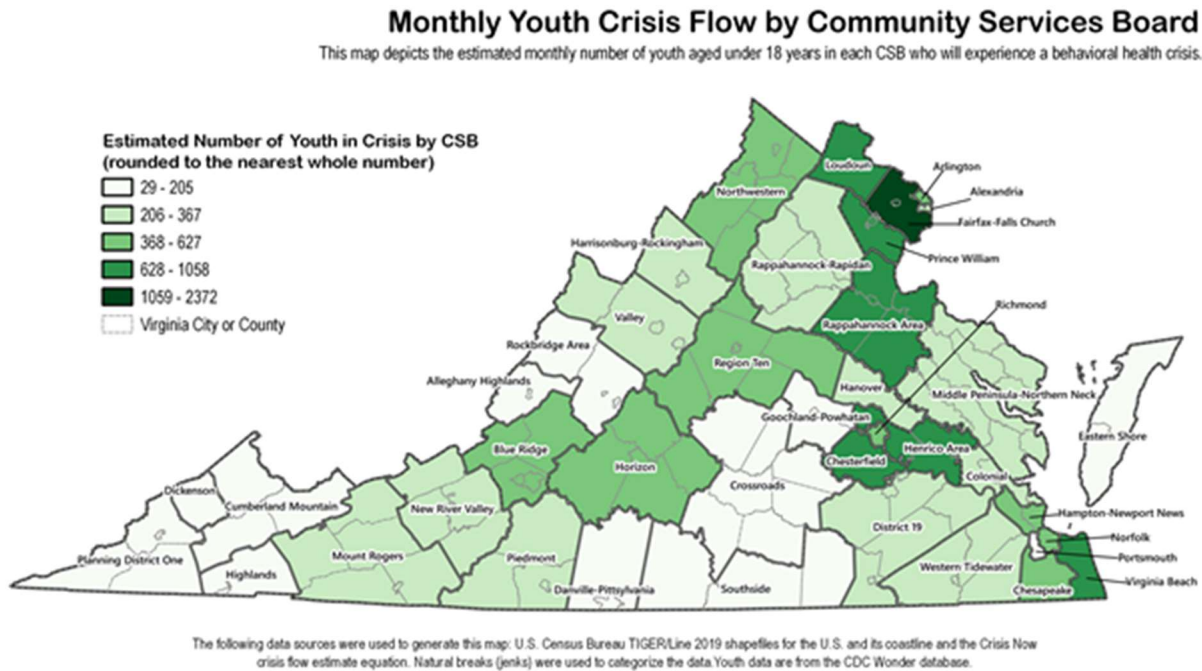 Monthly Youth Crisis Flow by Community Services Board
This map depicts the estimated monthly number of youth aged under 18 years in each CSB who will experience a behavioral health crisis.
Estimated Number of Youth in Crisis by CSB
(rounded to the nearest whole number)
29 - 205
206 - 367
368 - 627
628 - 1058
1059 - 2372
Virginia City or County
Loudoun
Arlington
Northwestern
Alexandria
Fairfax-Falls Church
Harrisonburg-Rockingham
Prince William
Rappahannock-Rapidan
Richmond
Valley
Rappahannock Area
Rockbridge Area
Region Ten
Alleghany Highlands
Hanover
Middle Peninsula-Northern Neck
Goochland-Powhatan
Eastern Shore
Blue Ridge
Henrico Area
Chesterfield
Horizon
Colonial
Crossroads
Dickenson
Cumberland Mountain
New River Valley
Hampton-Newport News
District 19
Norfolk
Mount Rogers
Piedmont
Portsmouth
Planning District One
Western Tidewater
Highlands
Virginia Beach
Danville-Pittsylvania
Southside
Chesapeake
The following data sources were used to generate this map: U.S. Census Bureau TIGER/Line 2019 shapefiles for the U.S. and its coastline and the Crisis Now
crisis flow estimate equation. Natural breaks (jenks) were used to categorize the data.Youth data are from the CDC Wonder database.